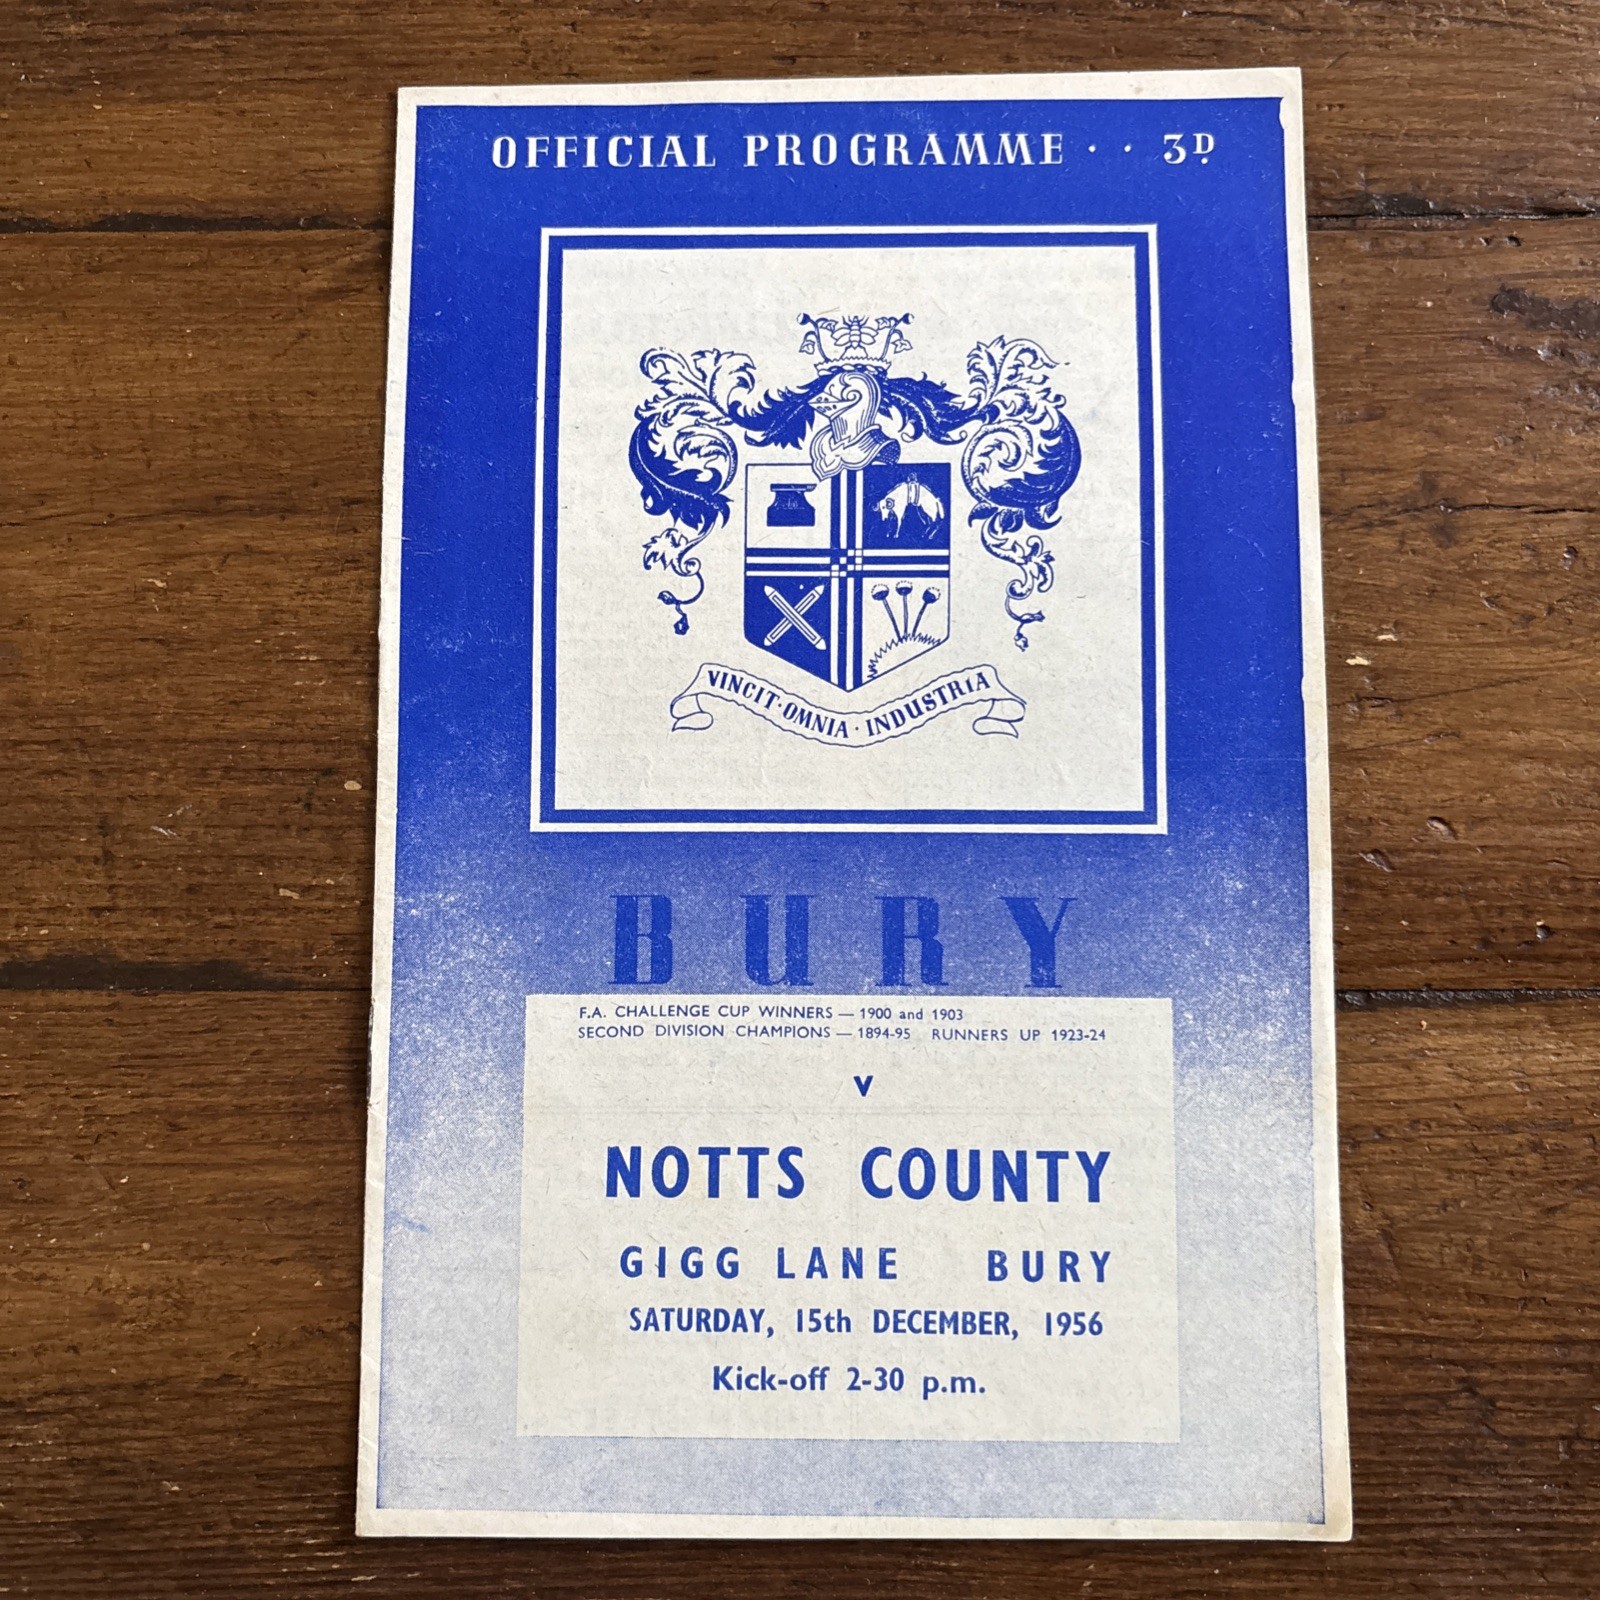 OFFICIAL PROGRAMME . . 3D.
VINCIT · OMNIA · INDUSTRIA
BURY
F.A. CHALLENGE CUP WINNERS — 1900 and 1903
SECOND DIVISION CHAMPIONS — 1894-95 RUNNERS UP 1923-24
v
NOTTS COUNTY
GIGG LANE BURY
SATURDAY, 15th DECEMBER, 1956
Kick-off 2-30 p.m.